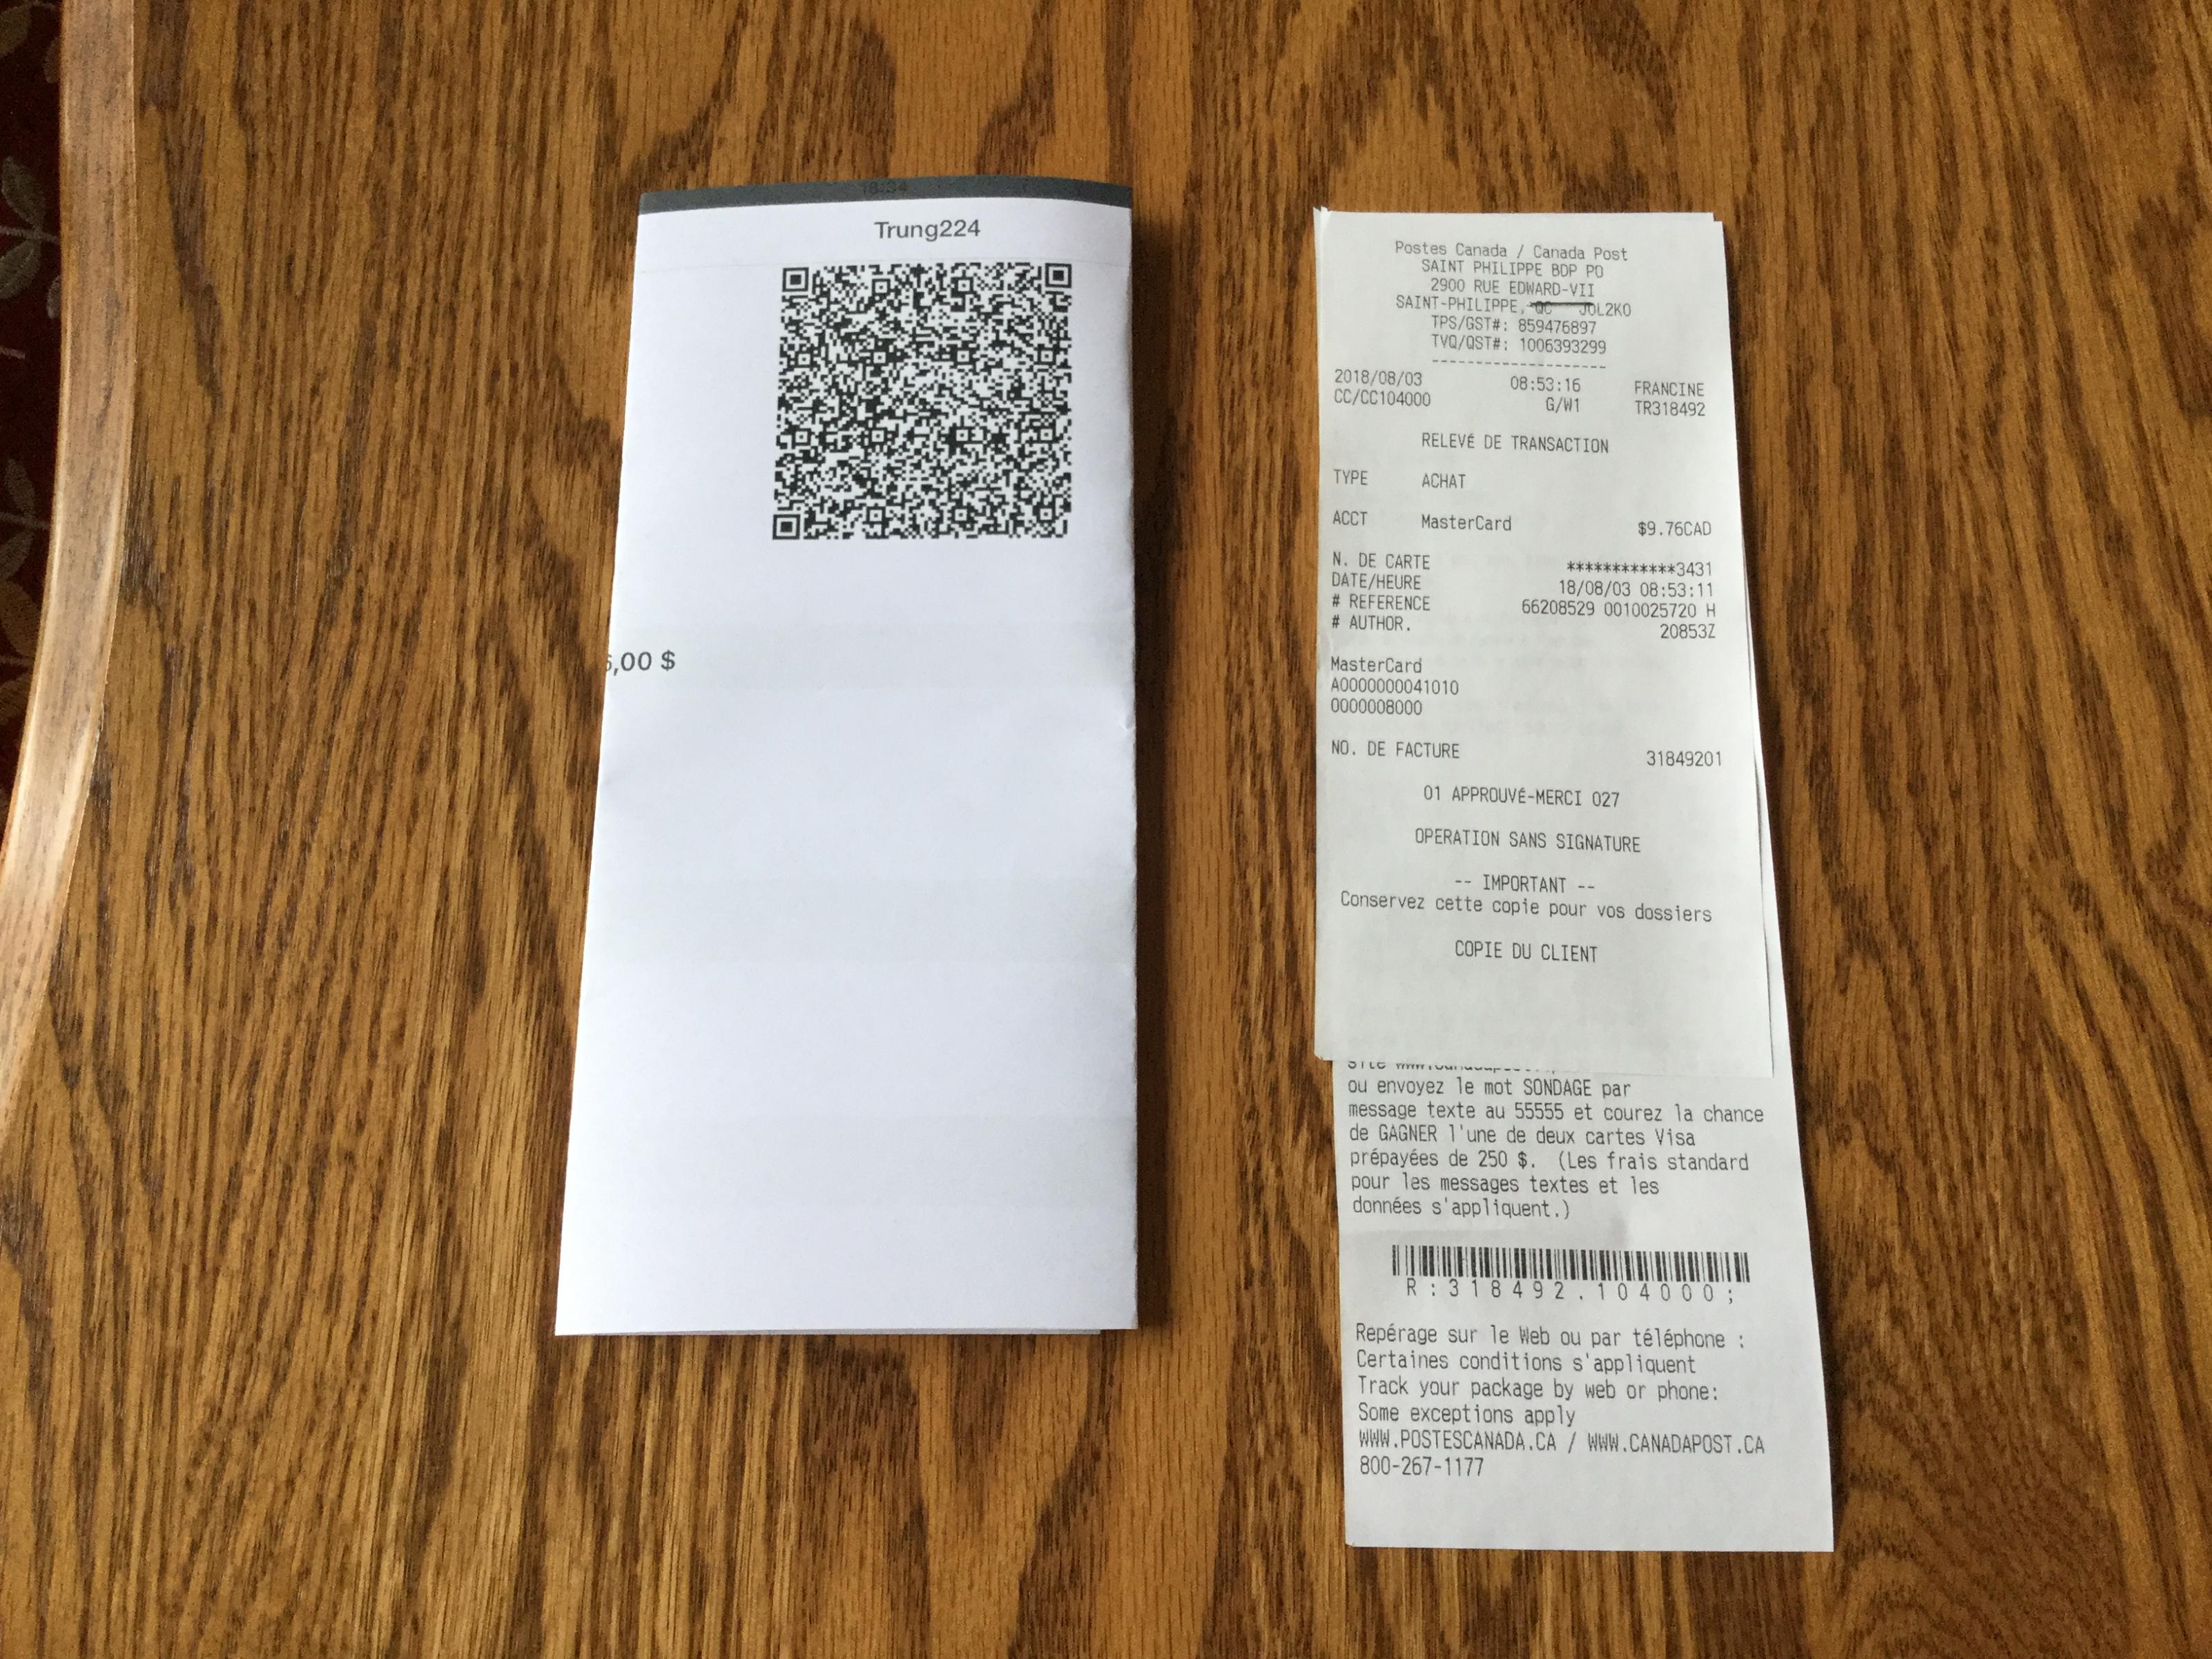 18:34
Trung224
,00 $
Postes Canada / Canada Post
SAINT PHILIPPE BDP PO
2900 RUE EDWARD-VII
SAINT-PHILIPPE, QC J0L2K0
TPS/GST#: 859476897
TVQ/QST#: 1006393299
--------------------
2018/08/03 08:53:16 FRANCINE
CC/CC104000 G/W1 TR318492
RELEVÉ DE TRANSACTION
TYPE ACHAT
ACCT MasterCard $9.76CAD
N. DE CARTE ************3431
DATE/HEURE 18/08/03 08:53:11
# REFERENCE 66208529 0010025720 H
# AUTHOR. 20853Z
MasterCard
A0000000041010
0000008000
NO. DE FACTURE 31849201
01 APPROUVÉ-MERCI 027
OPERATION SANS SIGNATURE
-- IMPORTANT --
Conservez cette copie pour vos dossiers
COPIE DU CLIENT
ou envoyez le mot SONDAGE par
message texte au 55555 et courez la chance
de GAGNER l'une de deux cartes Visa
prépayées de 250 $. (Les frais standard
pour les messages textes et les
données s'appliquent.)
R:318492.104000;
Repérage sur le Web ou par téléphone :
Certaines conditions s'appliquent
Track your package by web or phone:
Some exceptions apply
WWW.POSTESCANADA.CA / WWW.CANADAPOST.CA
800-267-1177